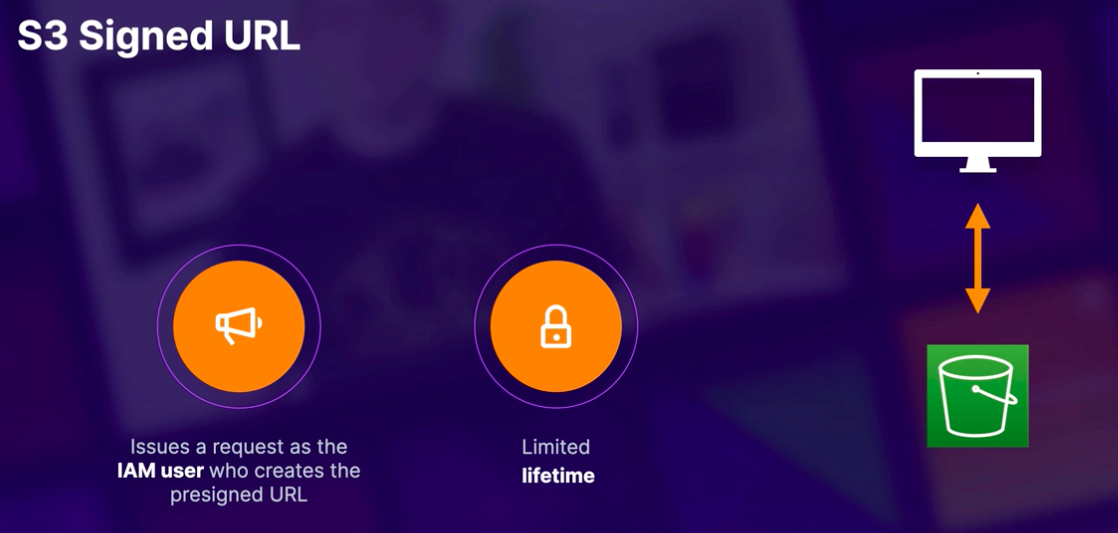 S3 Signed URL
Issues a request as the
IAM user who creates the
presigned URL
Limited
lifetime